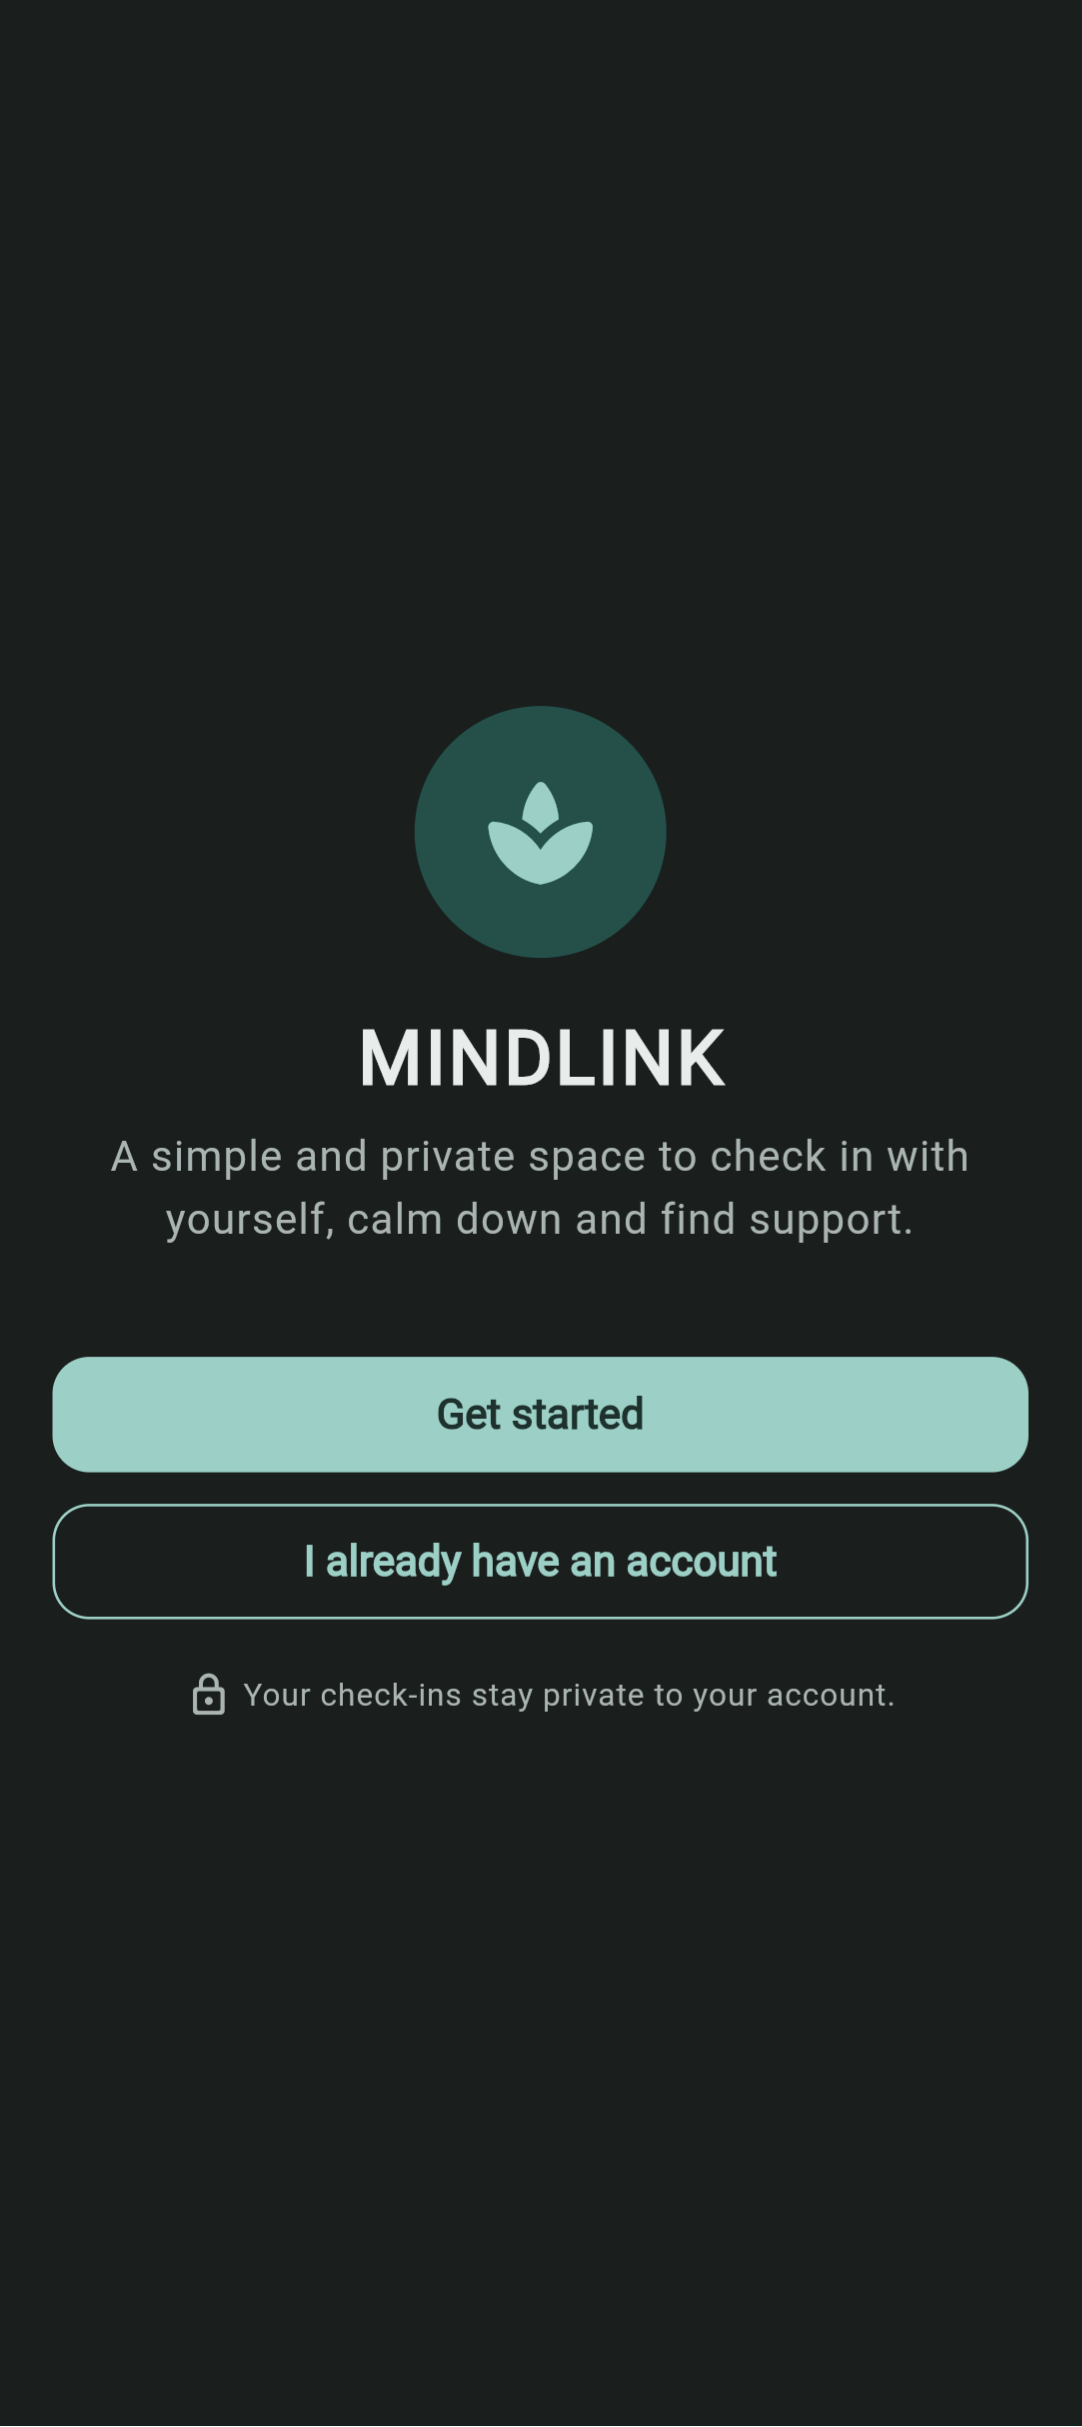 MINDLINK
A simple and private space to check in with
yourself, calm down and find support.
Get started
I already have an account
Your check-ins stay private to your account.